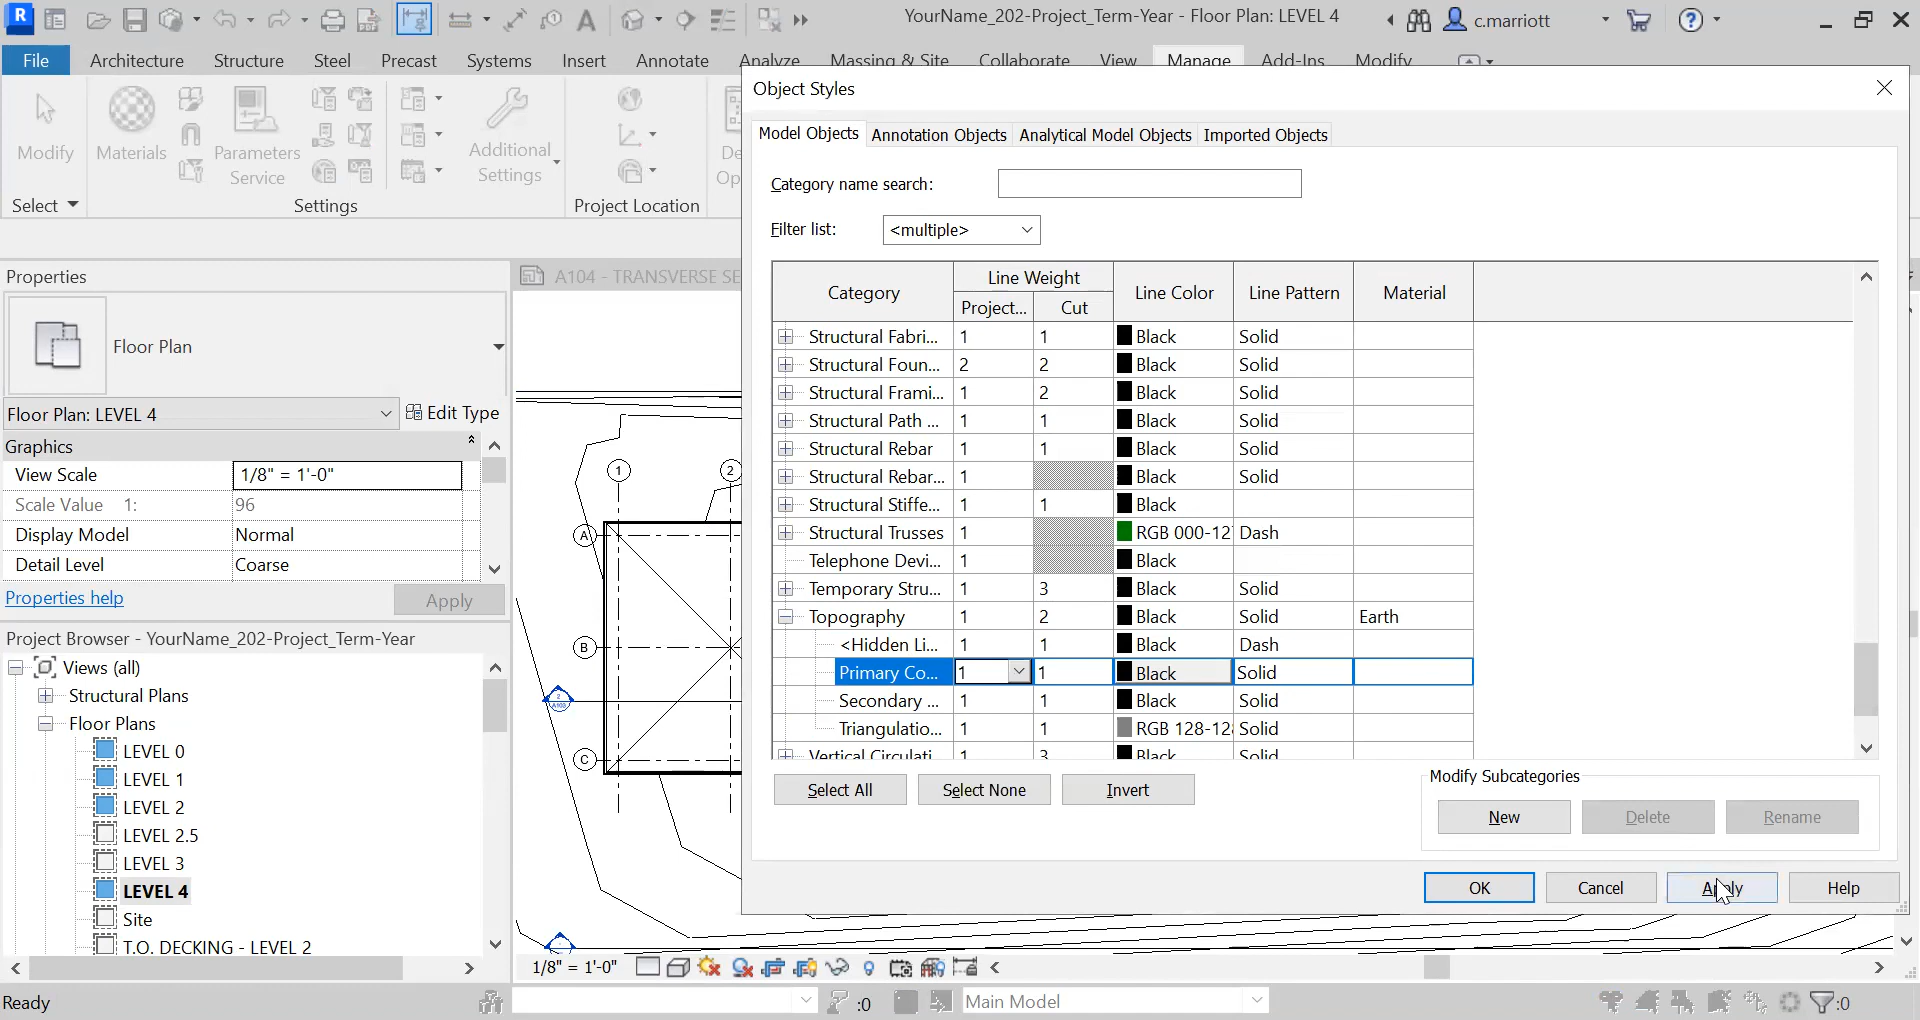 R
YourName_202-Project_Term-Year - Floor Plan: LEVEL 4
c.marriott
File Architecture Structure Steel Precast Systems Insert Annotate Analyze Massing & Site Collaborate View Manage Add-Ins Modify
Modify
Materials
Parameters
Service
Additional
Settings
Select
Settings
Project Location
Properties
Floor Plan
Floor Plan: LEVEL 4
Edit Type
Graphics
View Scale 1/8" = 1'-0"
Scale Value 1: 96
Display Model Normal
Detail Level Coarse
Properties help
Apply
Project Browser - YourName_202-Project_Term-Year
Views (all)
Structural Plans
Floor Plans
LEVEL 0
LEVEL 1
LEVEL 2
LEVEL 2.5
LEVEL 3
LEVEL 4
Site
T.O. DECKING - LEVEL 2
A104 - TRANSVERSE SE
1
2
A
B
C
Object Styles
Model Objects Annotation Objects Analytical Model Objects Imported Objects
Category name search:
Filter list: <multiple>
Category Line Weight Line Color Line Pattern Material
Project... Cut
Structural Fabri... 1 1 Black Solid
Structural Foun... 2 2 Black Solid
Structural Frami... 1 2 Black Solid
Structural Path ... 1 1 Black Solid
Structural Rebar 1 1 Black Solid
Structural Rebar... 1 Black Solid
Structural Stiffe... 1 1 Black
Structural Trusses 1 RGB 000-12 Dash
Telephone Devi... 1 Black
Temporary Stru... 1 3 Black Solid
Topography 1 2 Black Solid Earth
<Hidden Li... 1 1 Black Dash
Primary Co... 1 1 Black Solid
Secondary ... 1 1 Black Solid
Triangulatio... 1 1 RGB 128-12 Solid
Vertical Circulati 1 3 Black Solid
Select All Select None Invert
Modify Subcategories
New Delete Rename
OK Cancel Apply Help
1/8" = 1'-0"
Ready
:0
Main Model
:0